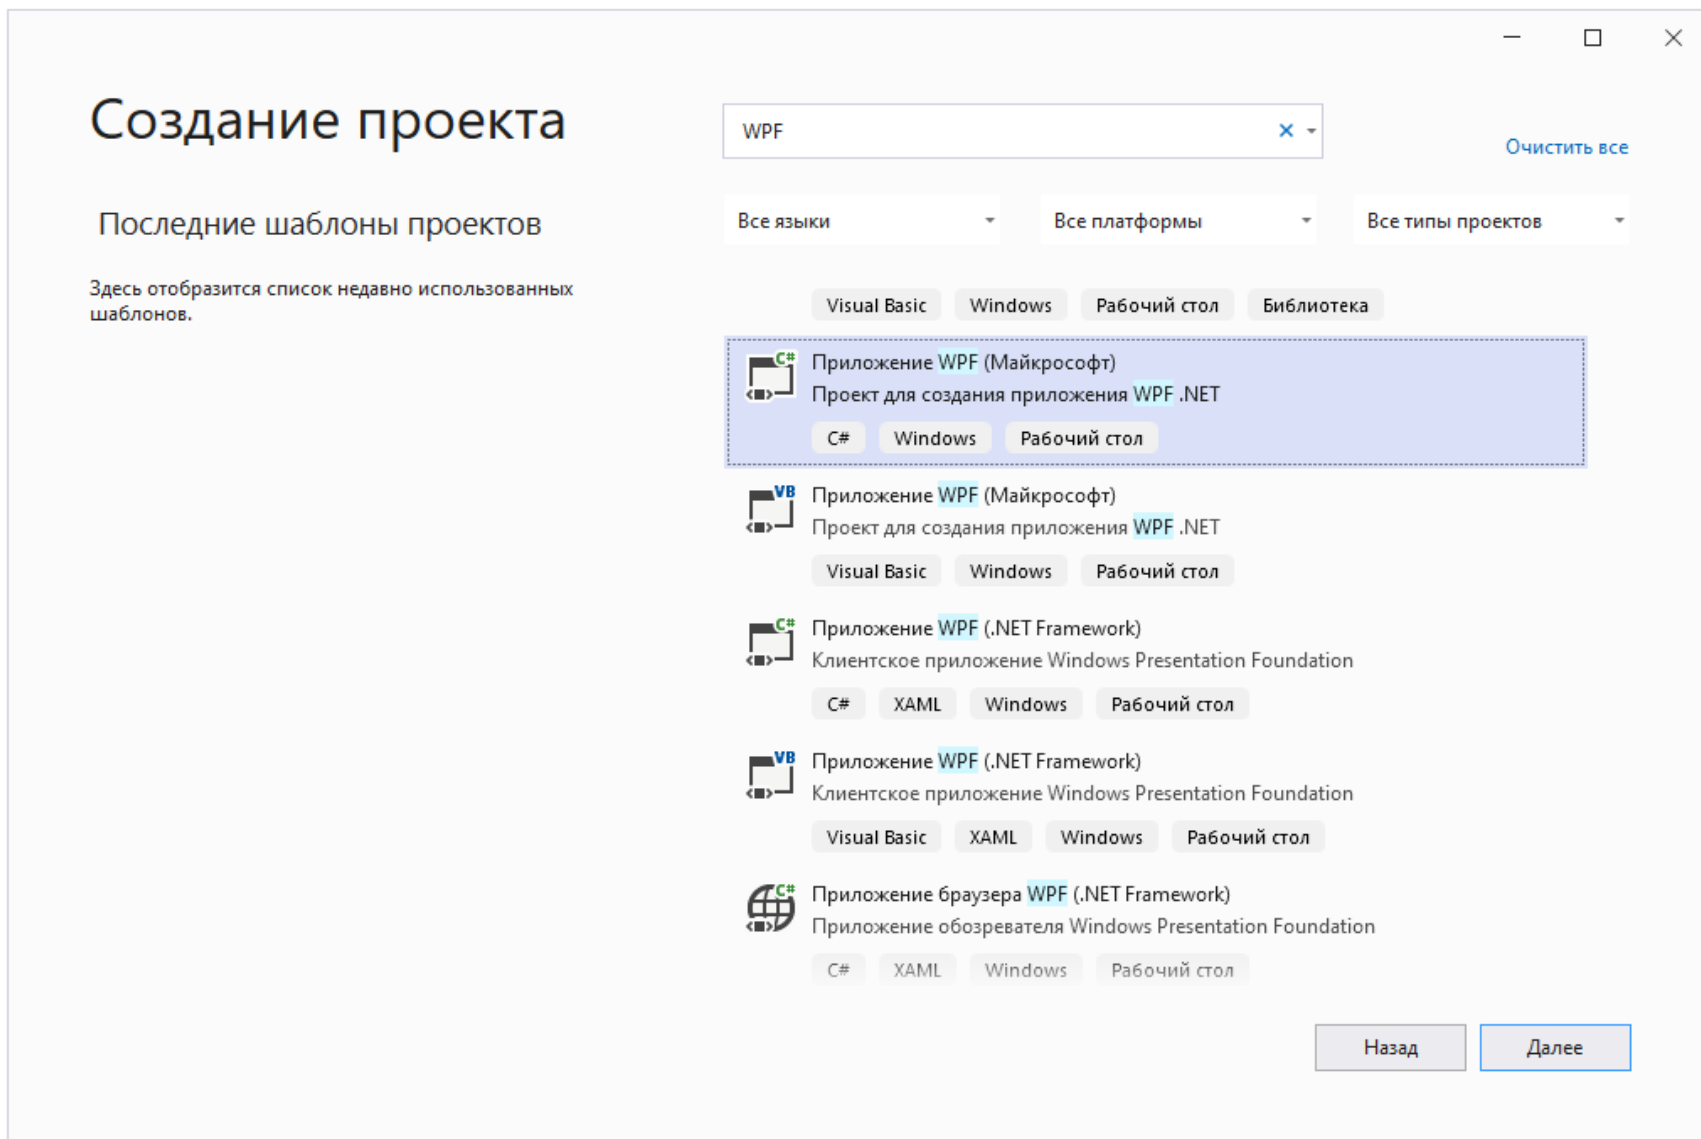 Создание проекта
WPF
Очистить все
Последние шаблоны проектов
Все языки
Все платформы
Все типы проектов
Здесь отобразится список недавно использованных
шаблонов.
Visual Basic Windows Рабочий стол Библиотека
C#
Приложение WPF (Майкрософт)
Проект для создания приложения WPF .NET
C# Windows Рабочий стол
VB
Приложение WPF (Майкрософт)
Проект для создания приложения WPF .NET
Visual Basic Windows Рабочий стол
C#
Приложение WPF (.NET Framework)
Клиентское приложение Windows Presentation Foundation
C# XAML Windows Рабочий стол
VB
Приложение WPF (.NET Framework)
Клиентское приложение Windows Presentation Foundation
Visual Basic XAML Windows Рабочий стол
C#
Приложение браузера WPF (.NET Framework)
Приложение обозревателя Windows Presentation Foundation
C# XAML Windows Рабочий стол
Назад
Далее